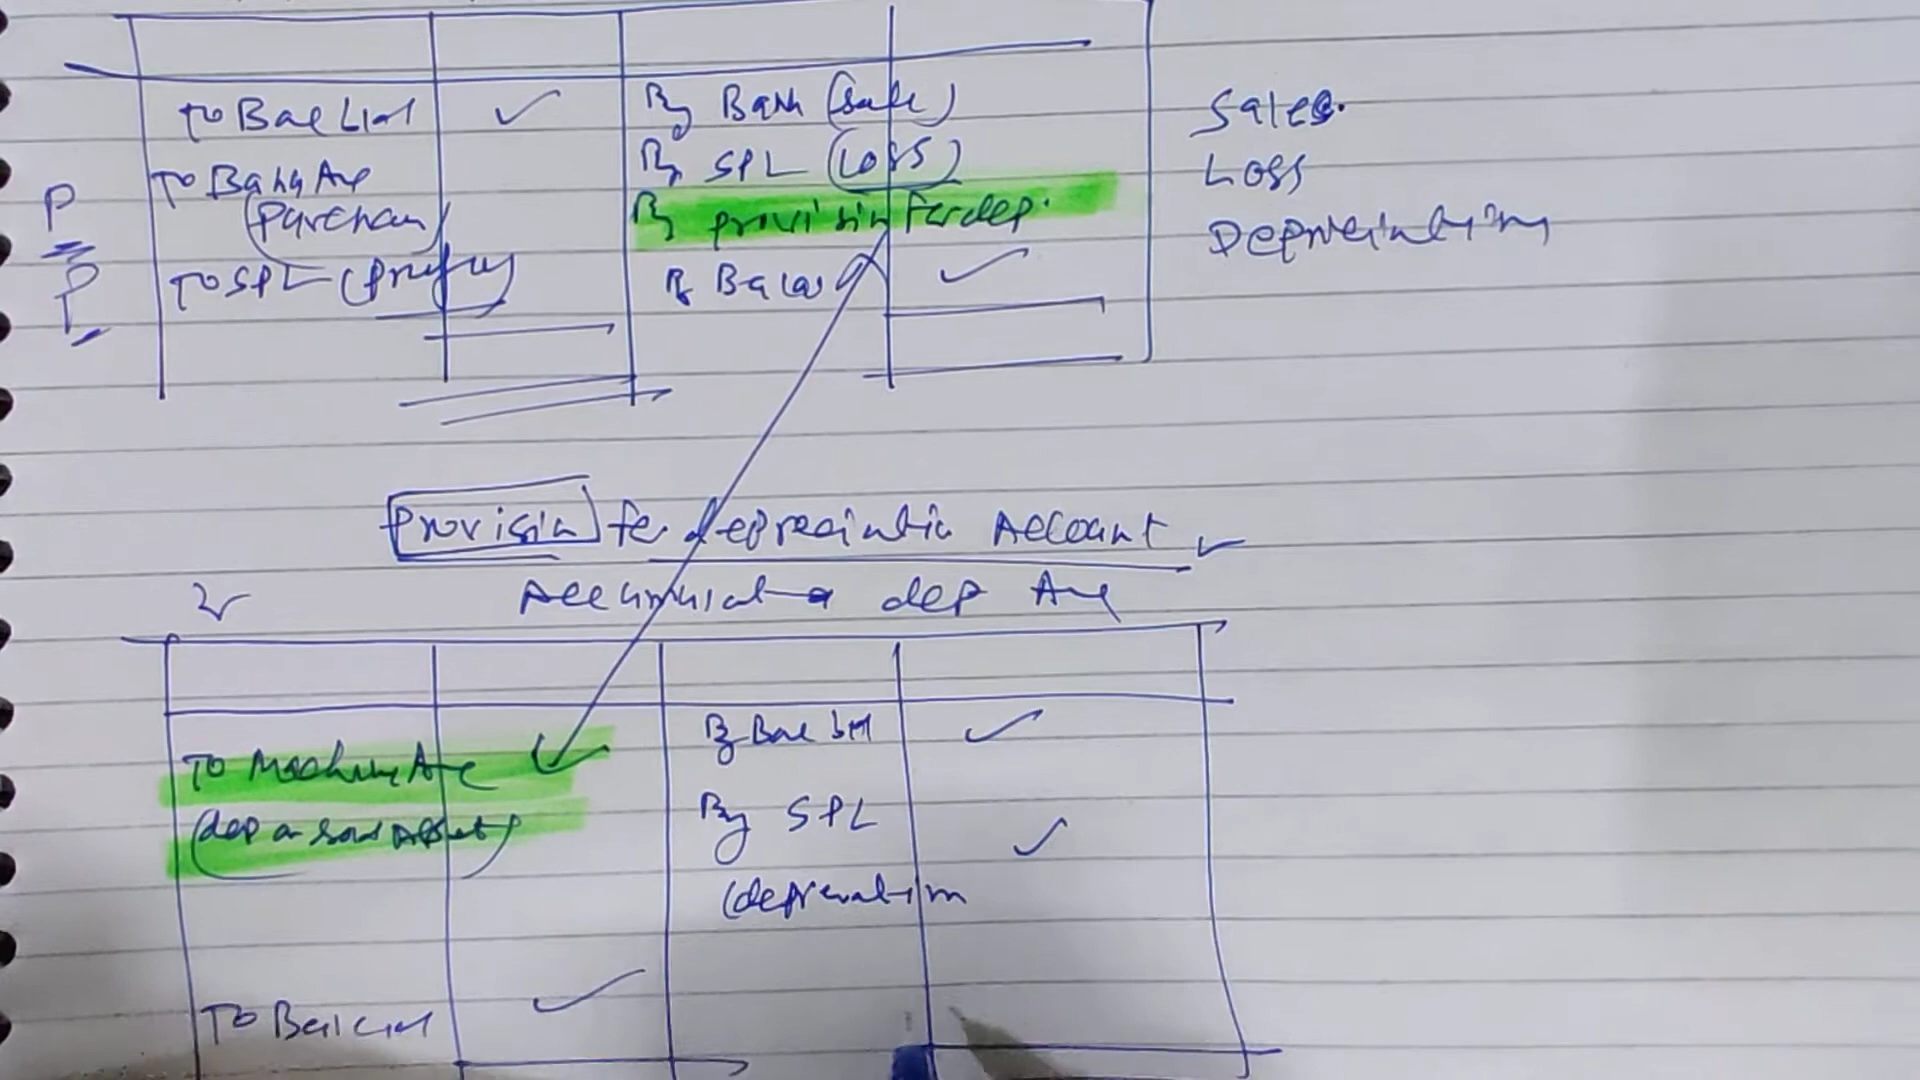 To Bal b/d
By Bank (Sale)
Sales.
To Bank A/c
(Purchase)
By SPL (Loss)
Loss
P
By provision for dep.
Depreciation
P
To SPL (profit)
By Bal c/d
Provision for depreciation Account
Accumulated dep A/c
To Machine A/c
(dep on sold Asset)
By Bal b/d
By SPL
(depreciation
To Bal c/d